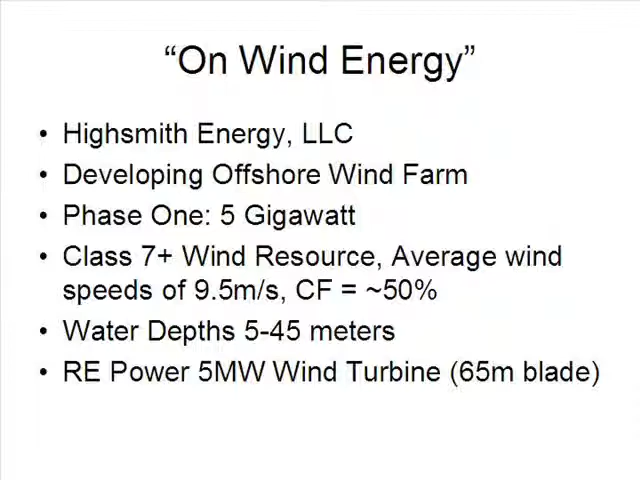 “On Wind Energy”
• Highsmith Energy, LLC
• Developing Offshore Wind Farm
• Phase One: 5 Gigawatt
• Class 7+ Wind Resource, Average wind
speeds of 9.5m/s, CF = ~50%
• Water Depths 5-45 meters
• RE Power 5MW Wind Turbine (65m blade)